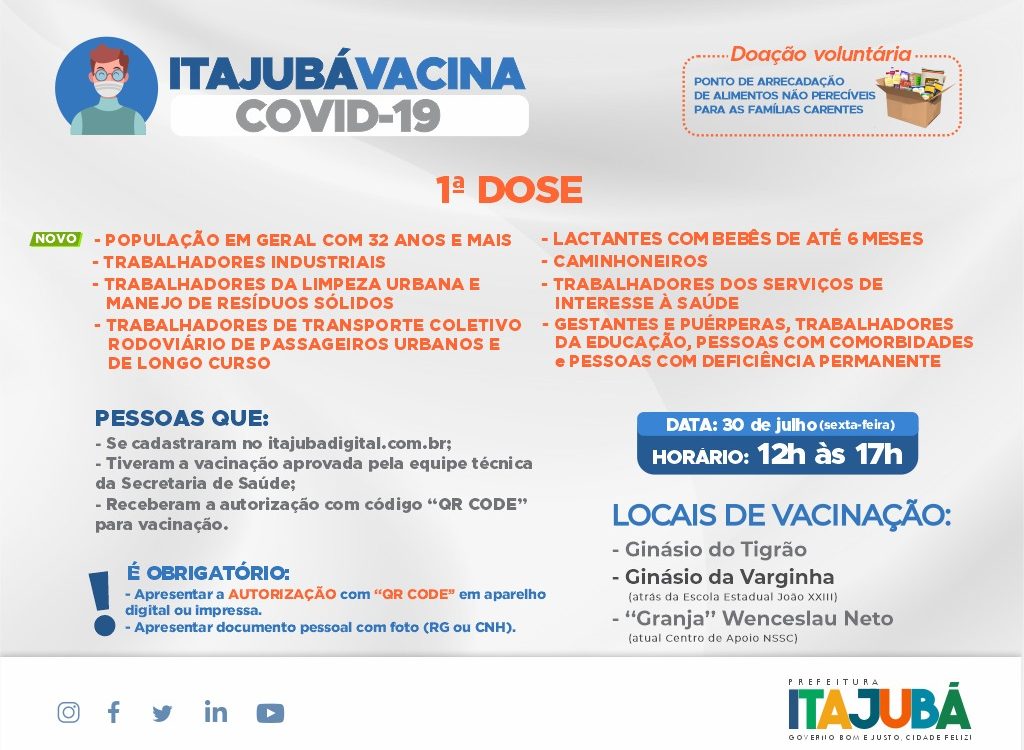 ITAJUBÁVACINA
COVID-19
Doação voluntária
PONTO DE ARRECADAÇÃO
DE ALIMENTOS NÃO PERECÍVEIS
PARA AS FAMÍLIAS CARENTES
1ª DOSE
NOVO
- POPULAÇÃO EM GERAL COM 32 ANOS E MAIS
- TRABALHADORES INDUSTRIAIS
- TRABALHADORES DA LIMPEZA URBANA E
MANEJO DE RESÍDUOS SÓLIDOS
- TRABALHADORES DE TRANSPORTE COLETIVO
RODOVIÁRIO DE PASSAGEIROS URBANOS E
DE LONGO CURSO
- LACTANTES COM BEBÊS DE ATÉ 6 MESES
- CAMINHONEIROS
- TRABALHADORES DOS SERVIÇOS DE
INTERESSE À SAÚDE
- GESTANTES E PUÉRPERAS, TRABALHADORES
DA EDUCAÇÃO, PESSOAS COM COMORBIDADES
e PESSOAS COM DEFICIÊNCIA PERMANENTE
PESSOAS QUE:
- Se cadastraram no itajubadigital.com.br;
- Tiveram a vacinação aprovada pela equipe técnica
da Secretaria de Saúde;
- Receberam a autorização com código “QR CODE”
para vacinação.
! É OBRIGATÓRIO:
- Apresentar a AUTORIZAÇÃO com “QR CODE” em aparelho
digital ou impressa.
- Apresentar documento pessoal com foto (RG ou CNH).
DATA: 30 de julho (sexta-feira)
HORÁRIO: 12h às 17h
LOCAIS DE VACINAÇÃO:
- Ginásio do Tigrão
- Ginásio da Varginha
(atrás da Escola Estadual João XXIII)
- “Granja” Wenceslau Neto
(atual Centro de Apoio NSSC)
PREFEITURA
ITAJUBÁ
GOVERNO BOM E JUSTO, CIDADE FELIZ!